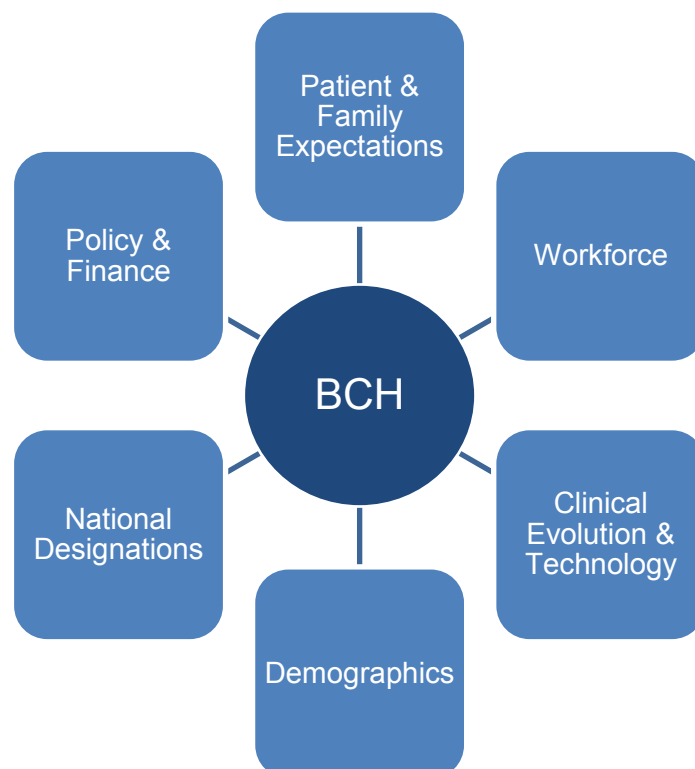 Patient &
Family
Expectations
Policy &
Finance
Workforce
BCH
National
Designations
Clinical
Evolution &
Technology
Demographics